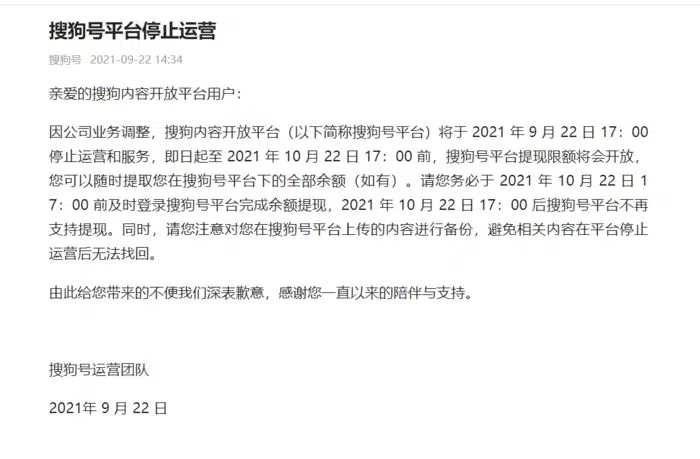 搜狗号平台停止运营
搜狗号 2021-09-22 14:34
亲爱的搜狗内容开放平台用户：
因公司业务调整，搜狗内容开放平台（以下简称搜狗号平台）将于 2021 年 9 月 22 日 17：00
停止运营和服务，即日起至 2021 年 10 月 22 日 17：00 前，搜狗号平台提现限额将会开放，
您可以随时提取您在搜狗号平台下的全部余额（如有）。请您务必于 2021 年 10 月 22 日 1
7：00 前及时登录搜狗号平台完成余额提现，2021 年 10 月 22 日 17：00 后搜狗号平台不再
支持提现。同时，请您注意对您在搜狗号平台上传的内容进行备份，避免相关内容在平台停止
运营后无法找回。
由此给您带来的不便我们深表歉意，感谢您一直以来的陪伴与支持。
搜狗号运营团队
2021年 9 月 22 日